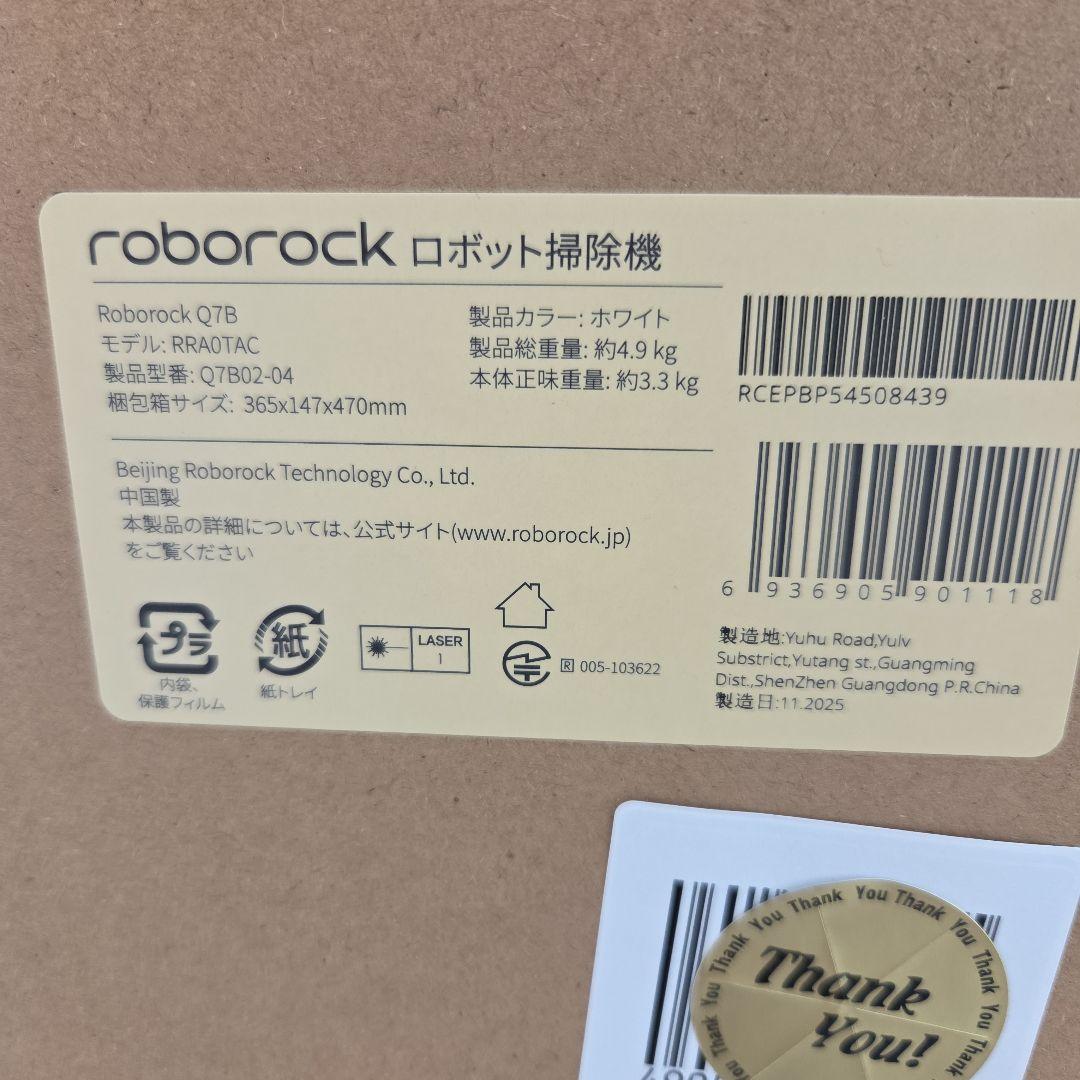 roborock ロボット掃除機
Roborock Q7B
モデル: RRA0TAC
製品型番: Q7B02-04
梱包箱サイズ: 365x147x470mm
製品カラー: ホワイト
製品総重量: 約4.9 kg
本体正味重量: 約3.3 kg
RCEPBP54508439
Beijing Roborock Technology Co., Ltd.
中国製
本製品の詳細については、公式サイト(www.roborock.jp)
をご覧ください
6 936905 901118
プラ
内袋、
保護フィルム
紙
紙トレイ
LASER
1
R 005-103622
製造地:Yuhu Road,Yulv
Substrict,Yutang st.,Guangming
Dist.,ShenZhen Guangdong P.R.China
製造日:11.2025
Thank You Thank You Thank You Thank You Thank You Thank
Thank
You!